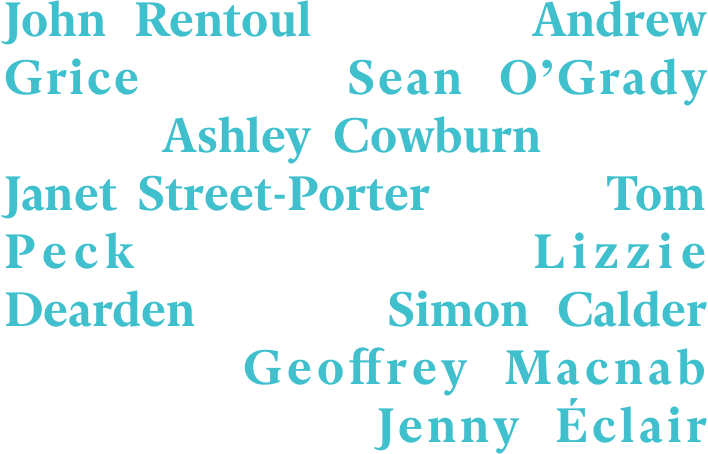 John Rentoul Andrew
Grice Sean O’Grady
Ashley Cowburn
Janet Street-Porter Tom
Peck Lizzie
Dearden Simon Calder
Geoffrey Macnab
Jenny Éclair